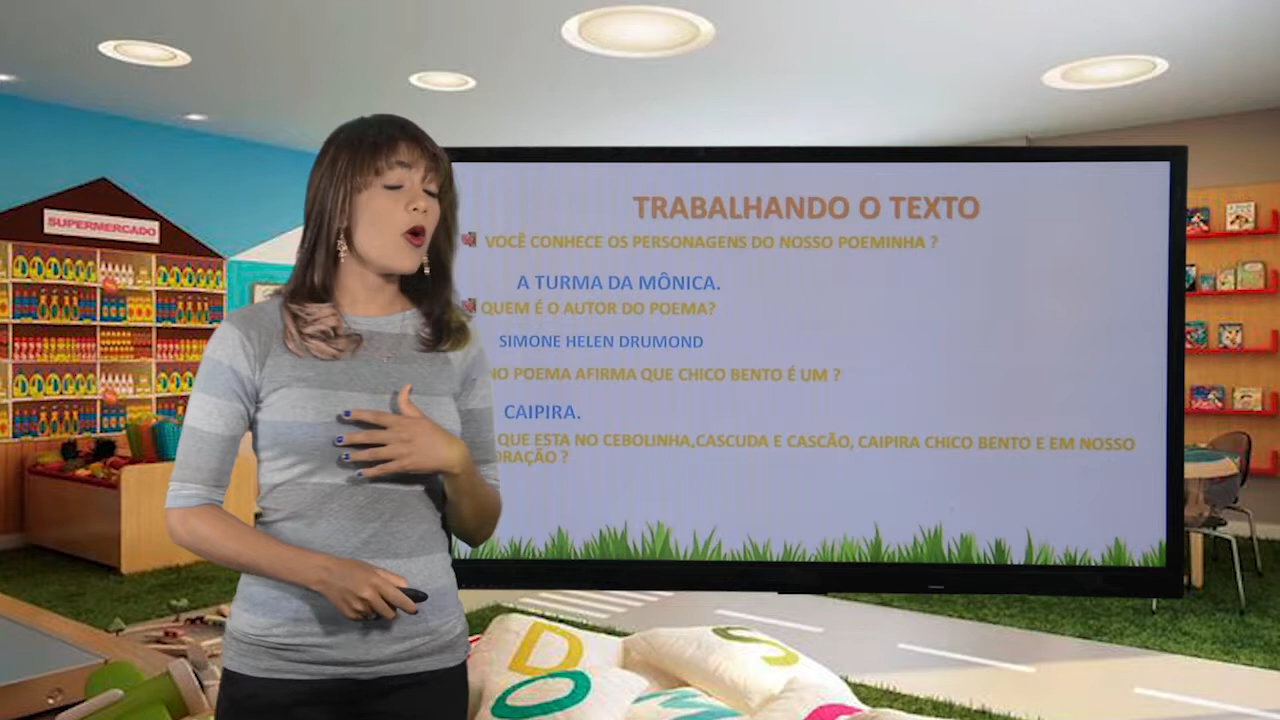 SUPERMERCADO
TRABALHANDO O TEXTO
VOCÊ CONHECE OS PERSONAGENS DO NOSSO POEMINHA ?
A TURMA DA MÔNICA.
QUEM É O AUTOR DO POEMA?
SIMONE HELEN DRUMOND
NO POEMA AFIRMA QUE CHICO BENTO É UM ?
CAIPIRA.
QUE ESTA NO CEBOLINHA,CASCUDA E CASCÃO, CAIPIRA CHICO BENTO E EM NOSSO
ORAÇÃO ?
D
S
O